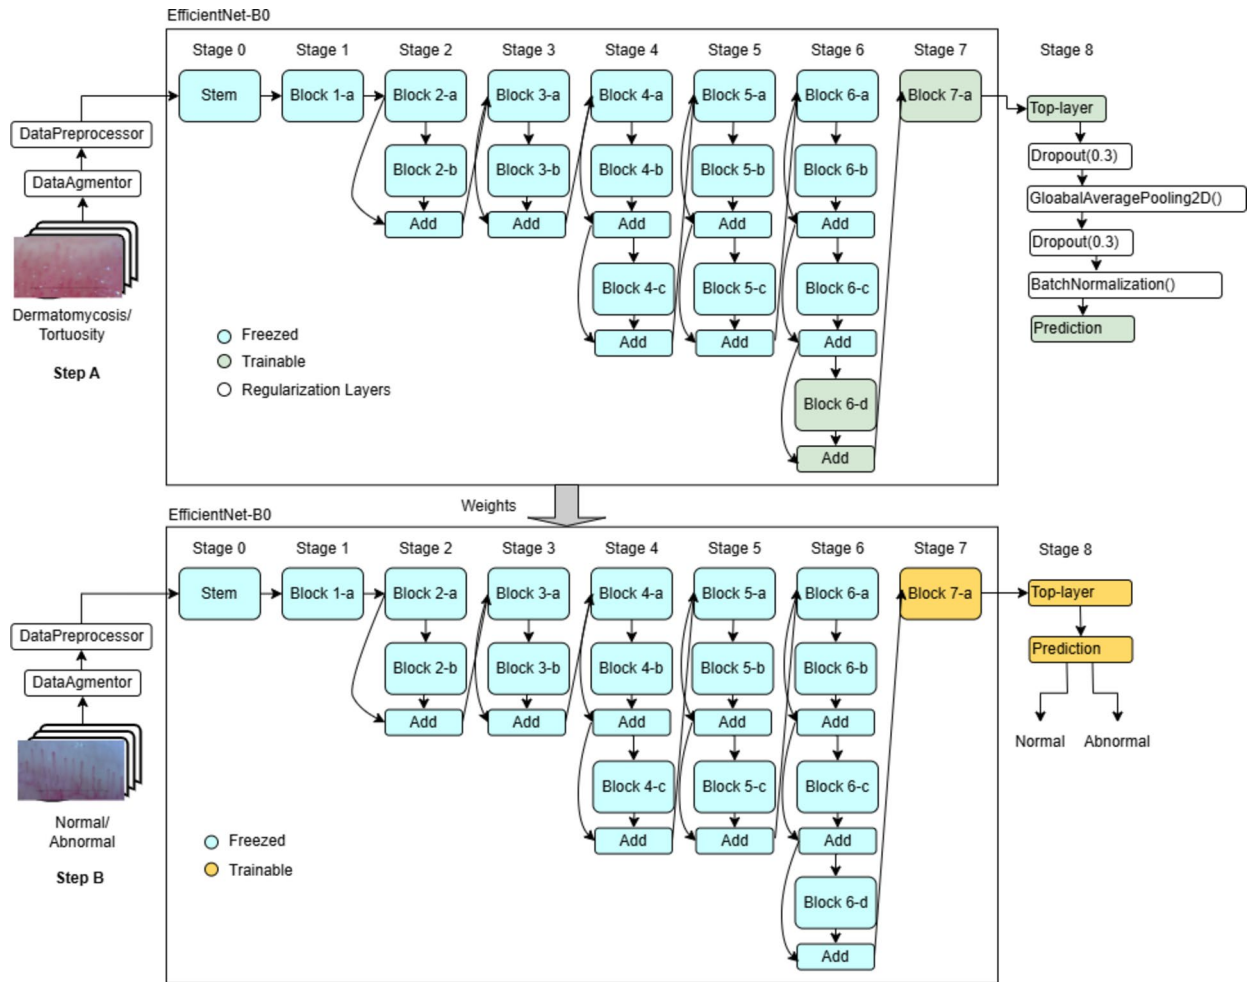 EfficientNet-B0
Stage 0 Stage 1 Stage 2 Stage 3 Stage 4 Stage 5 Stage 6 Stage 7 Stage 8
Stem Block 1-a Block 2-a Block 3-a Block 4-a Block 5-a Block 6-a Block 7-a Top-layer
DataPreprocessor
Block 2-b Block 3-b Block 4-b Block 5-b Block 6-b Dropout(0.3)
DataAgmentor
GloabalAveragePooling2D()
Add Add Add Add Add
Dropout(0.3)
Block 4-c Block 5-c Block 6-c BatchNormalization()
Dermatomycosis/
Tortuosity
Prediction
Freezed Add Add Add
Trainable
Step A
Regularization Layers
Block 6-d
Add
Weights
EfficientNet-B0
Stage 0 Stage 1 Stage 2 Stage 3 Stage 4 Stage 5 Stage 6 Stage 7 Stage 8
Stem Block 1-a Block 2-a Block 3-a Block 4-a Block 5-a Block 6-a Block 7-a Top-layer
DataPreprocessor
Prediction
Block 2-b Block 3-b Block 4-b Block 5-b Block 6-b
DataAgmentor
Add Add Add Add Add
Normal Abnormal
Block 4-c Block 5-c Block 6-c
Normal/
Abnormal
Freezed Add Add Add
Trainable
Step B
Block 6-d
Add